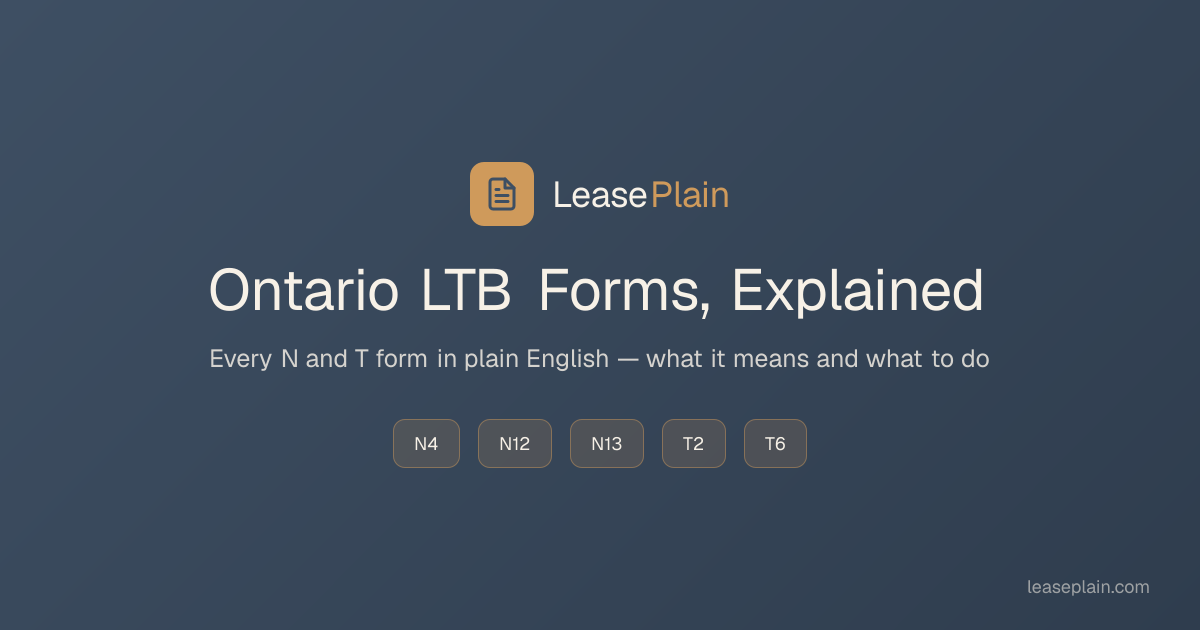 LeasePlain
Ontario LTB Forms, Explained
Every N and T form in plain English — what it means and what to do
N4 N12 N13 T2 T6
leaseplain.com